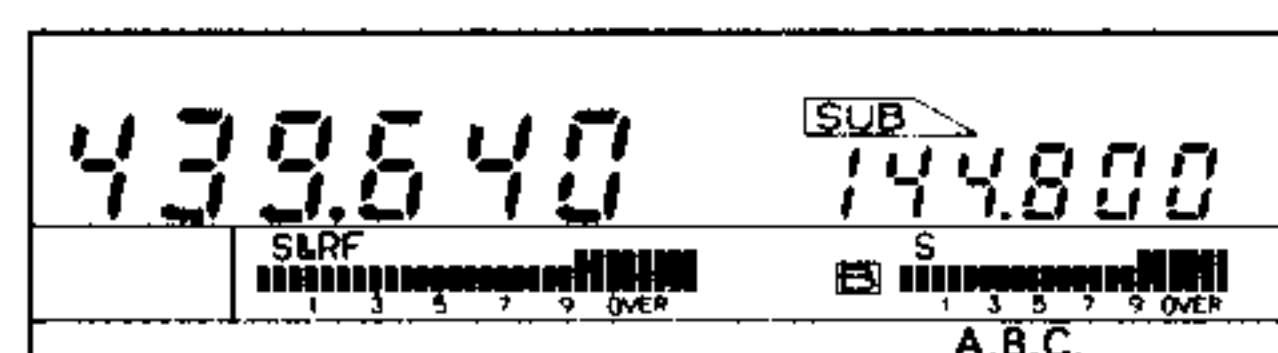 SUB
439.640 144.800
S&RF S
B
1 3 5 7 9 OVER 1 3 5 7 9 OVER
A.B.C.